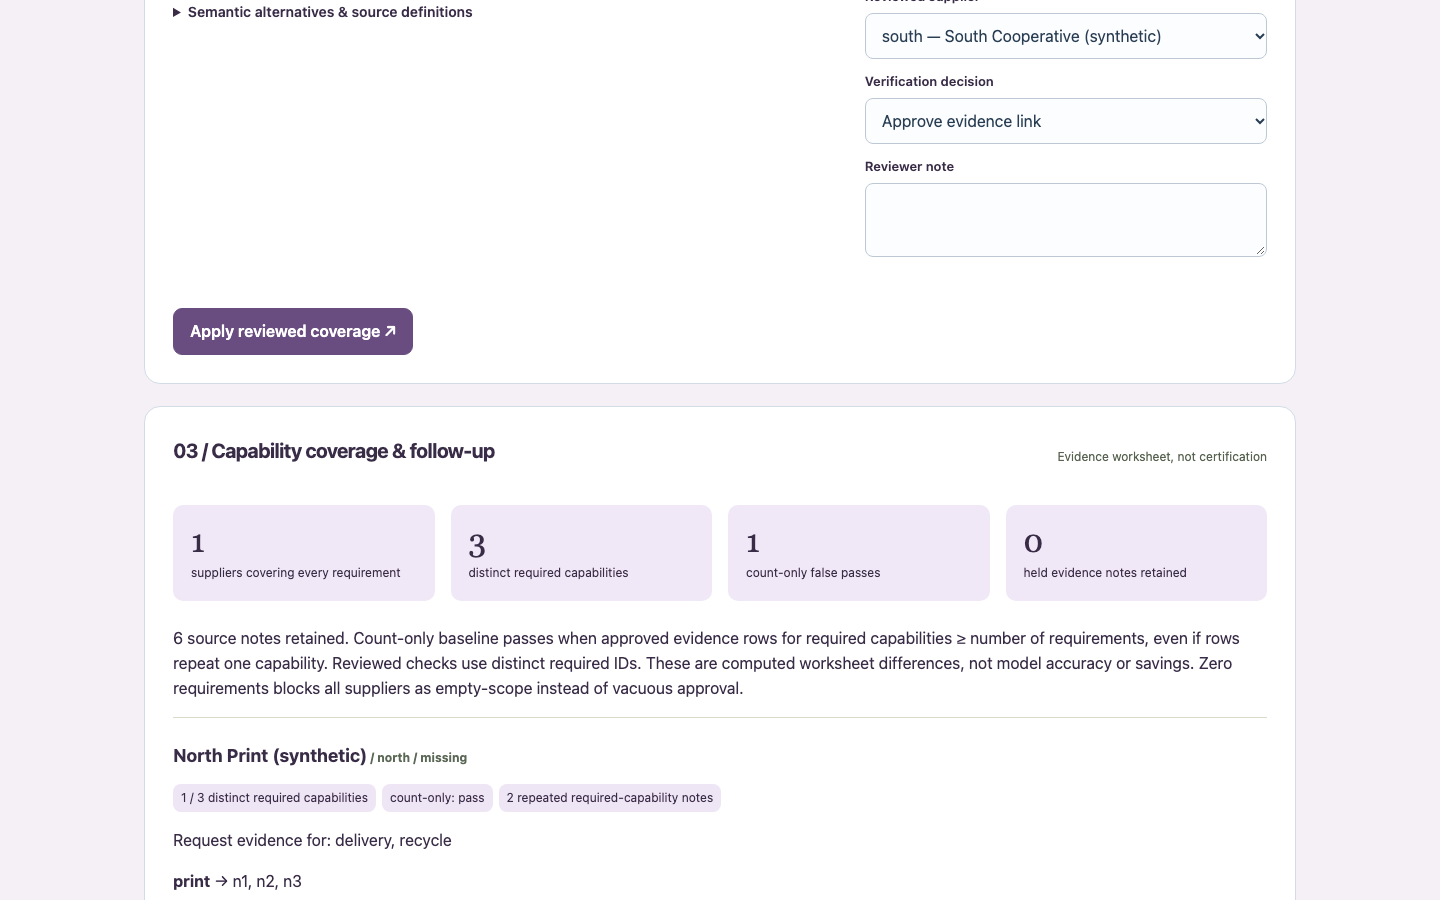 ▶ Semantic alternatives & source definitions
south — South Cooperative (synthetic)
Verification decision
Approve evidence link
Reviewer note
Apply reviewed coverage ↗
03 / Capability coverage & follow-up
Evidence worksheet, not certification
1
suppliers covering every requirement
3
distinct required capabilities
1
count-only false passes
0
held evidence notes retained
6 source notes retained. Count-only baseline passes when approved evidence rows for required capabilities ≥ number of requirements, even if rows
repeat one capability. Reviewed checks use distinct required IDs. These are computed worksheet differences, not model accuracy or savings. Zero
requirements blocks all suppliers as empty-scope instead of vacuous approval.
North Print (synthetic) / north / missing
1 / 3 distinct required capabilities
count-only: pass
2 repeated required-capability notes
Request evidence for: delivery, recycle
print → n1, n2, n3